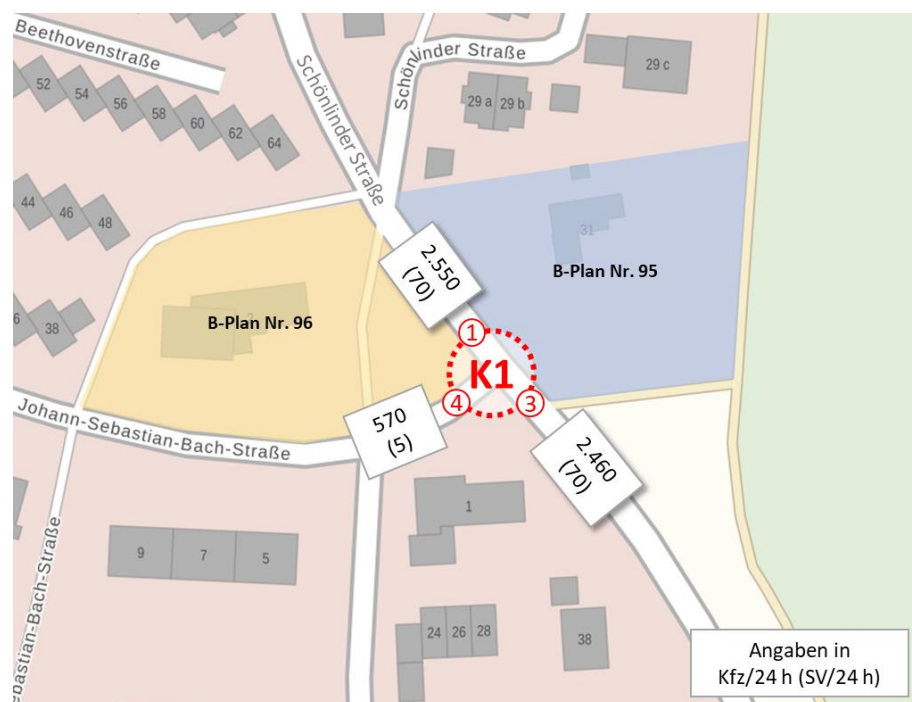 Beethovenstraße
Schönlinder Straße
Schönlinder Straße
29 c
29 a
29 b
52
54
56
58
60
62
64
44
46
48
31
2.550
(70)
B-Plan Nr. 95
B-Plan Nr. 96
38
1
K1
4
3
570
(5)
2.460
(70)
Johann-Sebastian-Bach-Straße
1
9
7
5
24
26
28
38
ebastian-Bach-Straße
Angaben in
Kfz/24 h (SV/24 h)